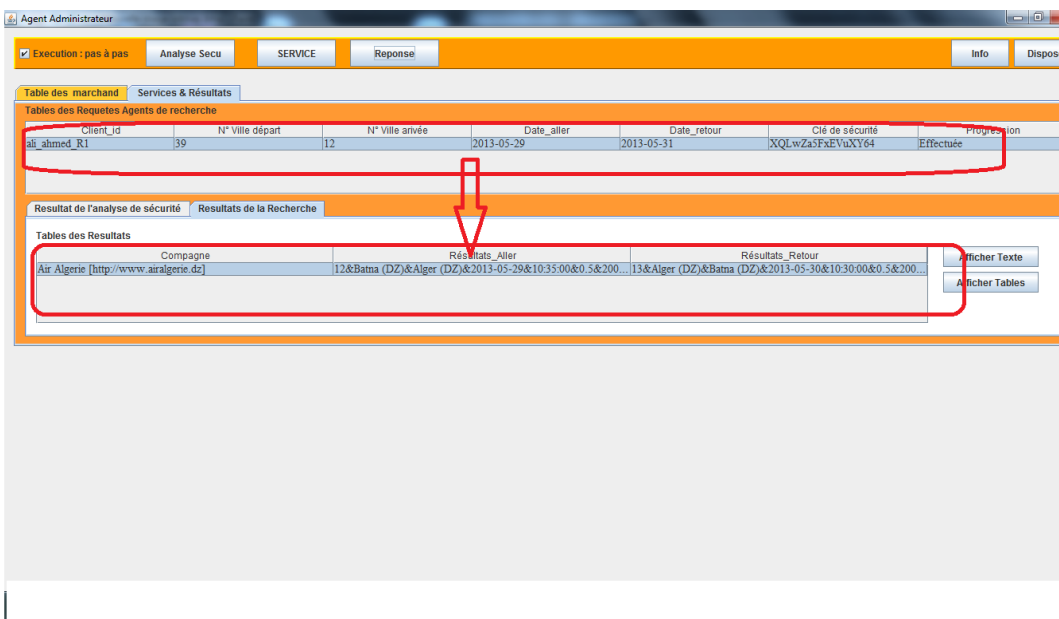 Agent Administrateur
Execution : pas à pas Analyse Secu SERVICE Reponse Info Dispos
Table des marchand Services & Résultats
Tables des Requetes Agents de recherche
Client_id N° Ville départ N° Ville arivée Date_aller Date_retour Clé de sécurité Progression
ali_ahmed_R1 39 12 2013-05-29 2013-05-31 XQLwZa5FxEVuXY64 Effectuée
Resultat de l'analyse de sécurité Resultats de la Recherche
Tables des Resultats
Compagne Résultats_Aller Résultats_Retour Afficher Texte
Air Algerie [http://www.airalgerie.dz] 12&Batna (DZ)&Alger (DZ)&2013-05-29&10:35:00&0.5&200... 13&Alger (DZ)&Batna (DZ)&2013-05-30&10:30:00&0.5&200...
Afficher Tables